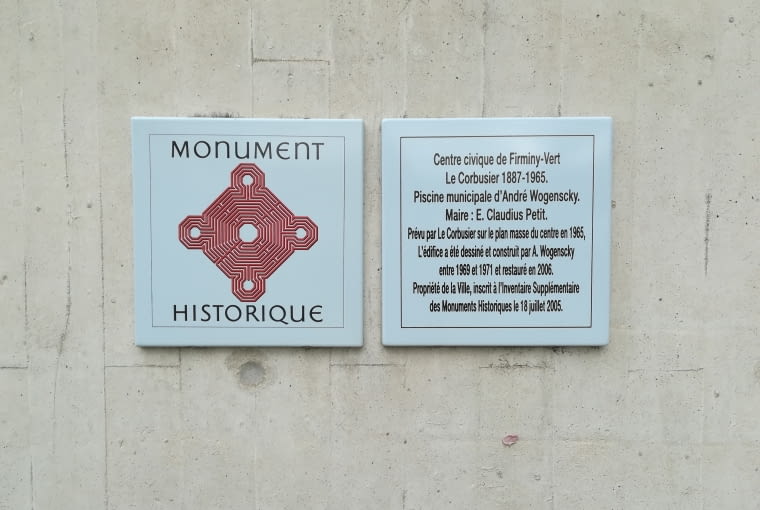 MONUMENT
HISTORIQUE
Centre civique de Firminy-Vert
Le Corbusier 1887-1965.
Piscine municipale d'André Wogenscky.
Maire : E. Claudius Petit.
Prévu par Le Corbusier sur le plan masse du centre en 1965,
L'édifice a été dessiné et construit par A. Wogenscky
entre 1969 et 1971 et restauré en 2006.
Propriété de la Ville, inscrit à l'Inventaire Supplémentaire
des Monuments Historiques le 18 juillet 2005.